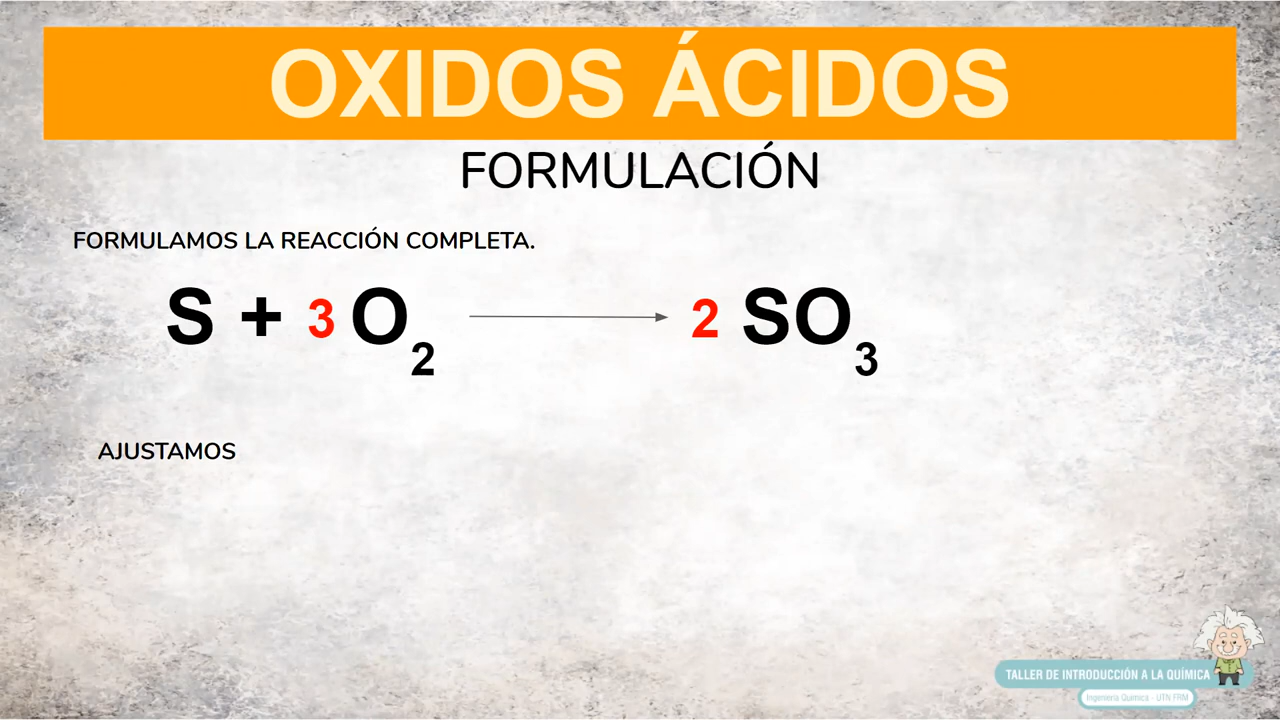 OXIDOS ÁCIDOS
FORMULACIÓN
FORMULAMOS LA REACCIÓN COMPLETA.
S + 3 O₂ → 2 SO₃
AJUSTAMOS
TALLER DE INTRODUCCIÓN A LA QUÍMICA
Ingeniería Química - UTN FRM